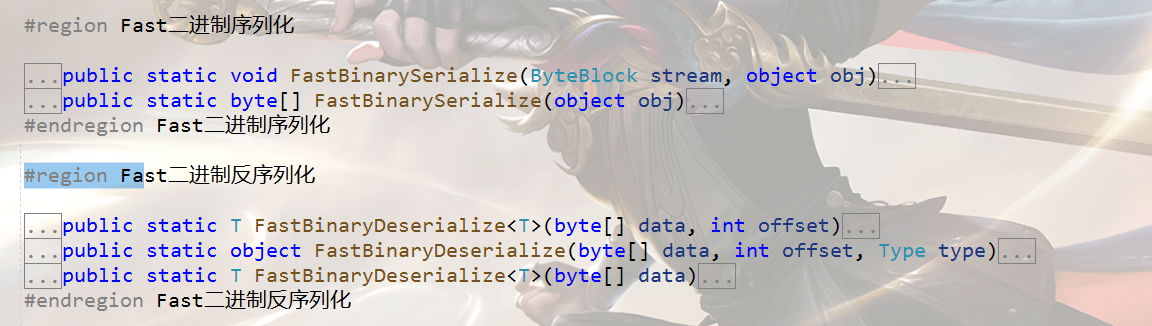 #region Fast二进制序列化
...public static void FastBinarySerialize(ByteBlock stream, object obj)...
...public static byte[] FastBinarySerialize(object obj)...
#endregion Fast二进制序列化
#region Fast二进制反序列化
...public static T FastBinaryDeserialize<T>(byte[] data, int offset)...
...public static object FastBinaryDeserialize(byte[] data, int offset, Type type)...
...public static T FastBinaryDeserialize<T>(byte[] data)...
#endregion Fast二进制反序列化